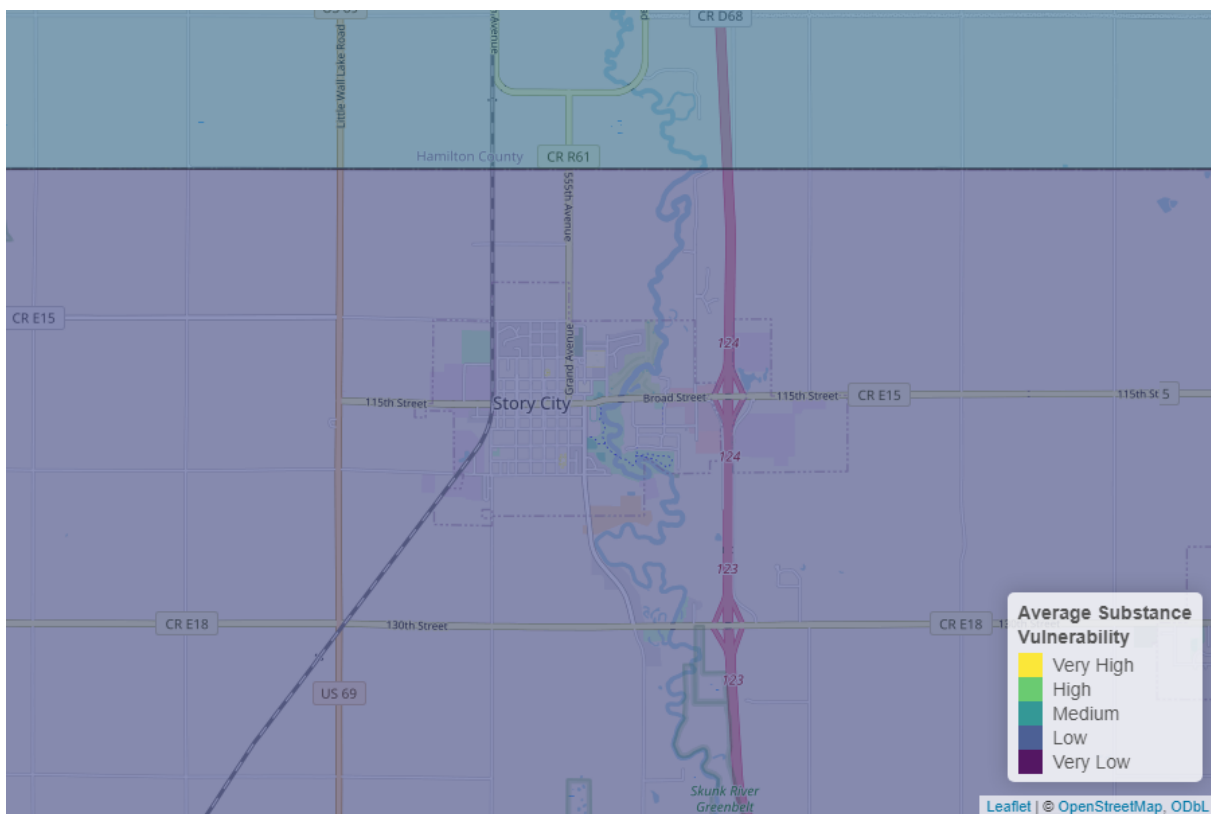 CR D68
Little Wall Lake Road
Avenue
Hamilton County
CR R61
555th Avenue
CR E15
Grand Avenue
124
115th Street
Story City
Broad Street
115th Street
CR E15
115th St
5
124
123
CR E18
130th Street
CR E18
US 69
123
Skunk River
Greenbelt
Average Substance
Vulnerability
Very High
High
Medium
Low
Very Low
Leaflet | © OpenStreetMap, ODbL